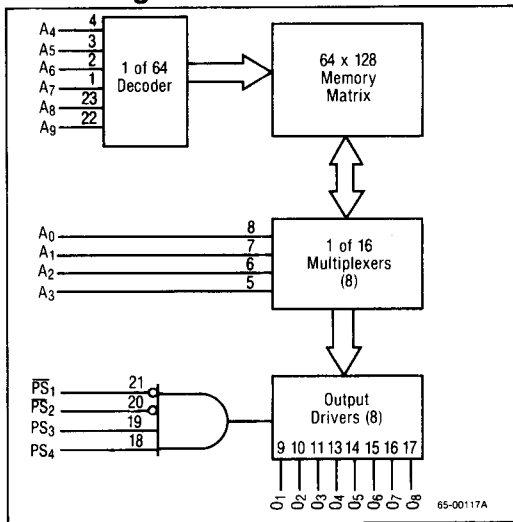 A4 4
A5 3
A6 2
A7 1
A8 23
A9 22
1 of 64
Decoder
64 x 128
Memory
Matrix
A0 8
A1 7
A2 6
A3 5
1 of 16
Multiplexers
(8)
PS1 21
PS2 20
PS3 19
PS4 18
Output
Drivers (8)
9 10 11 13 14 15 16 17
O1 O2 O3 O4 O5 O6 O7 O8
65-00117A